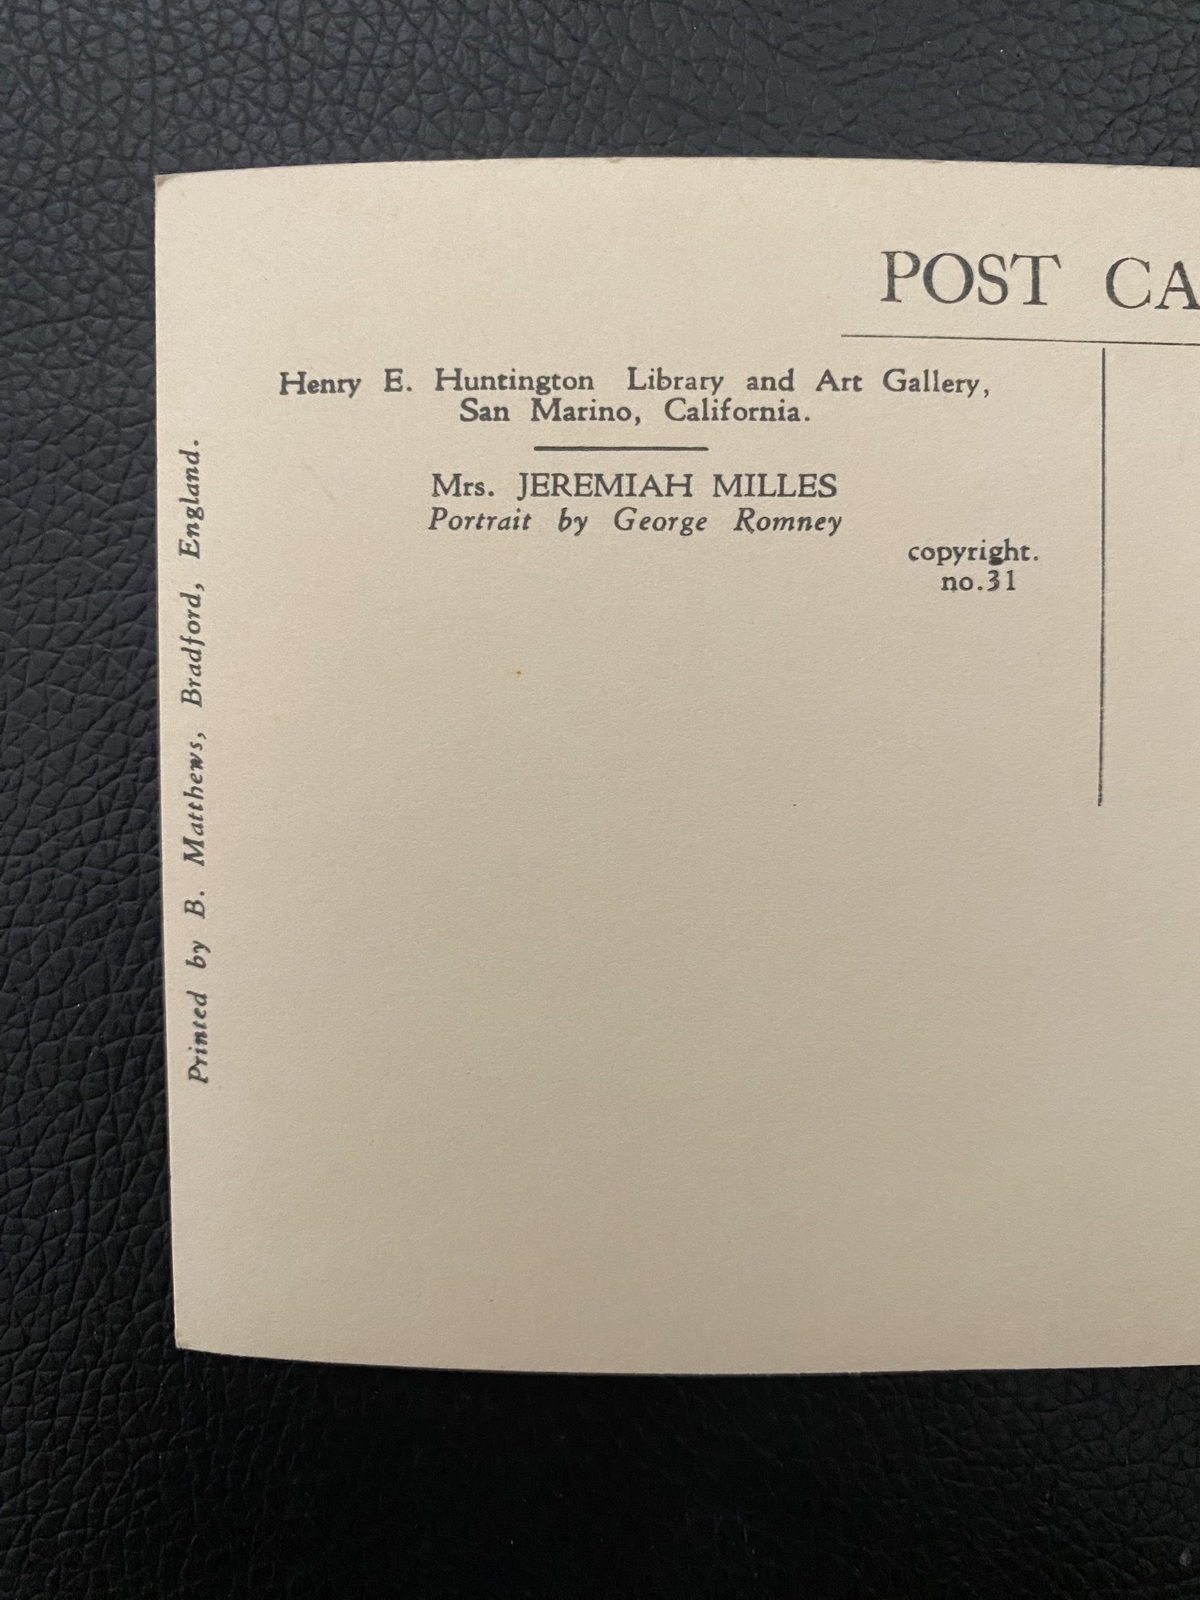 POST CA
Henry E. Huntington Library and Art Gallery,
San Marino, California.
Mrs. JEREMIAH MILLES
Portrait by George Romney
copyright.
no.31
Printed by B. Matthews, Bradford, England.